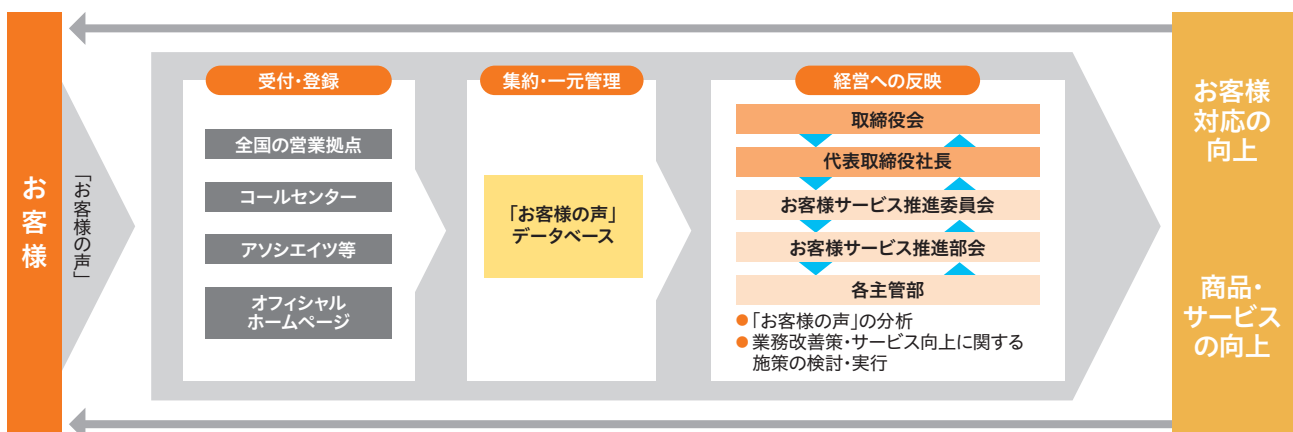 お客様
「お客様の声」
受付・登録
全国の営業拠点
コールセンター
アソシエイツ等
オフィシャル
ホームページ
集約・一元管理
「お客様の声」
データベース
経営への反映
取締役会
代表取締役社長
お客様サービス推進委員会
お客様サービス推進部会
各主管部
●「お客様の声」の分析
●業務改善策・サービス向上に関する
施策の検討・実行
お客様
対応の
向上
商品・
サービス
の向上